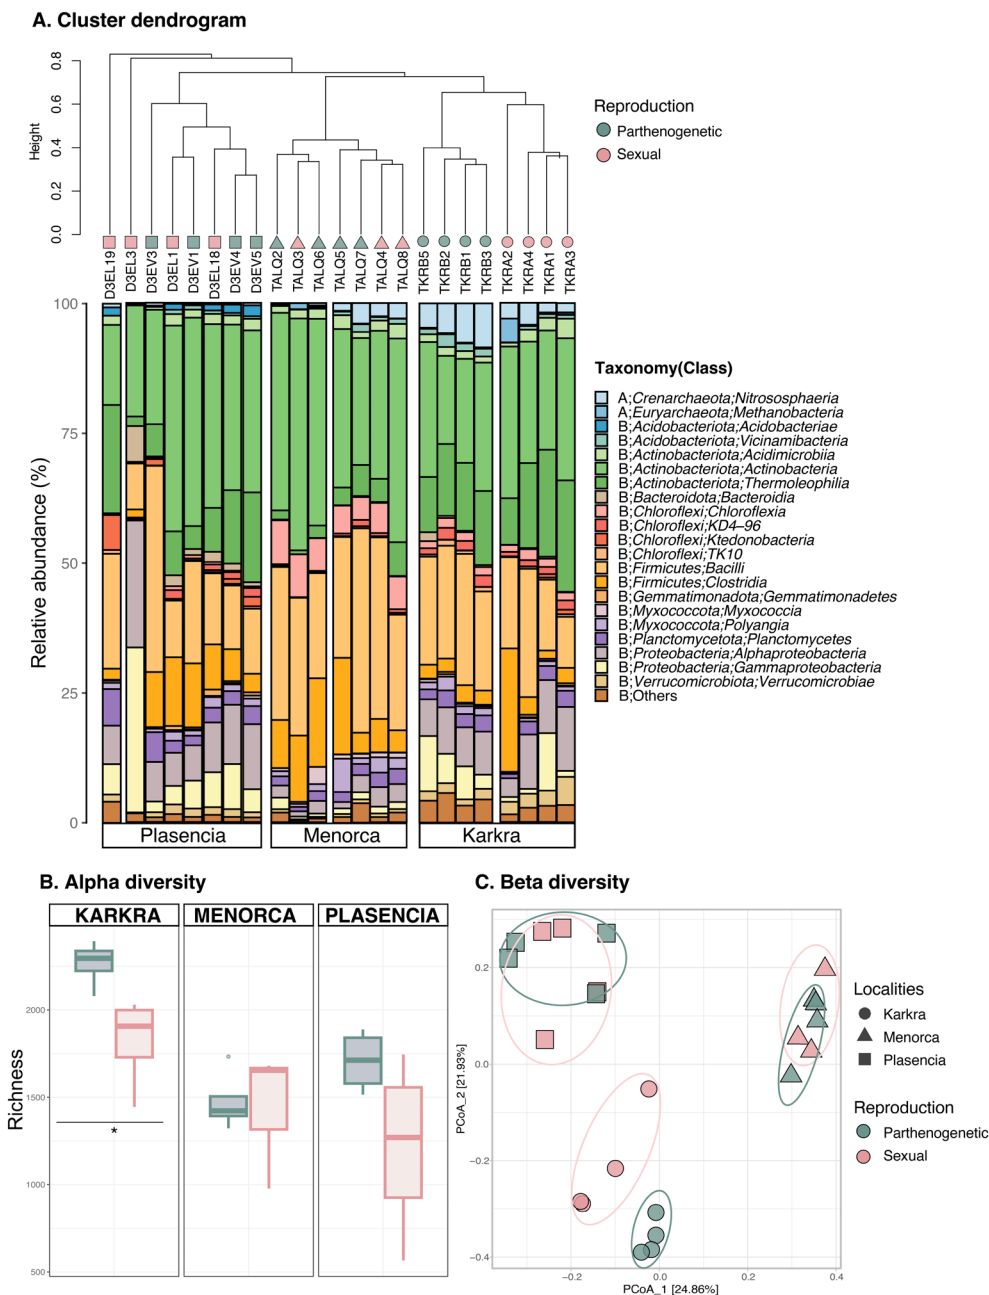 A. Cluster dendrogram
Height
0.8
0.6
0.4
0.2
0.0
Reproduction
Parthenogenetic
Sexual
D3EL19
D3EL3
D3EV3
D3EL1
D3EV1
D3EL18
D3EV4
D3EV5
TALQ2
TALQ3
TALQ6
TALQ5
TALQ7
TALQ4
TALQ8
TKRB5
TKRB2
TKRB1
TKRB3
TKRA2
TKRA4
TKRA1
TKRA3
Relative abundance (%)
100
75
50
25
0
Plasencia
Menorca
Karkra
Taxonomy(Class)
A;Crenarchaeota;Nitrososphaeria
A;Euryarchaeota;Methanobacteria
B;Acidobacteriota;Acidobacteriae
B;Acidobacteriota;Vicinamibacteria
B;Actinobacteriota;Acidimicrobiia
B;Actinobacteriota;Actinobacteria
B;Actinobacteriota;Thermoleophilia
B;Bacteroidota;Bacteroidia
B;Chloroflexi;Chloroflexia
B;Chloroflexi;KD4–96
B;Chloroflexi;Ktedonobacteria
B;Chloroflexi;TK10
B;Firmicutes;Bacilli
B;Firmicutes;Clostridia
B;Gemmatimonadota;Gemmatimonadetes
B;Myxococcota;Myxococcia
B;Myxococcota;Polyangia
B;Planctomycetota;Planctomycetes
B;Proteobacteria;Alphaproteobacteria
B;Proteobacteria;Gammaproteobacteria
B;Verrucomicrobiota;Verrucomicrobiae
B;Others
B. Alpha diversity
KARKRA
MENORCA
PLASENCIA
Richness
2000
1500
1000
500
*
C. Beta diversity
PCoA_2 [21.93%]
0.2
0.0
−0.2
−0.4
−0.2
0.0
0.2
0.4
PCoA_1 [24.86%]
Localities
Karkra
Menorca
Plasencia
Reproduction
Parthenogenetic
Sexual